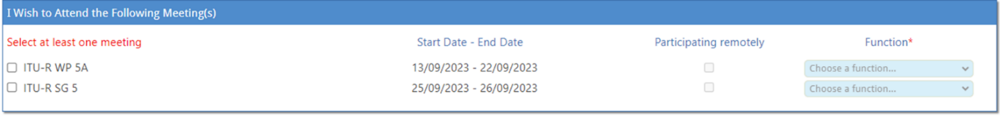 I Wish to Attend the Following Meeting(s)
Select at least one meeting Start Date - End Date Participating remotely Function*
ITU-R WP 5A 13/09/2023 - 22/09/2023 Choose a function...
ITU-R SG 5 25/09/2023 - 26/09/2023 Choose a function...